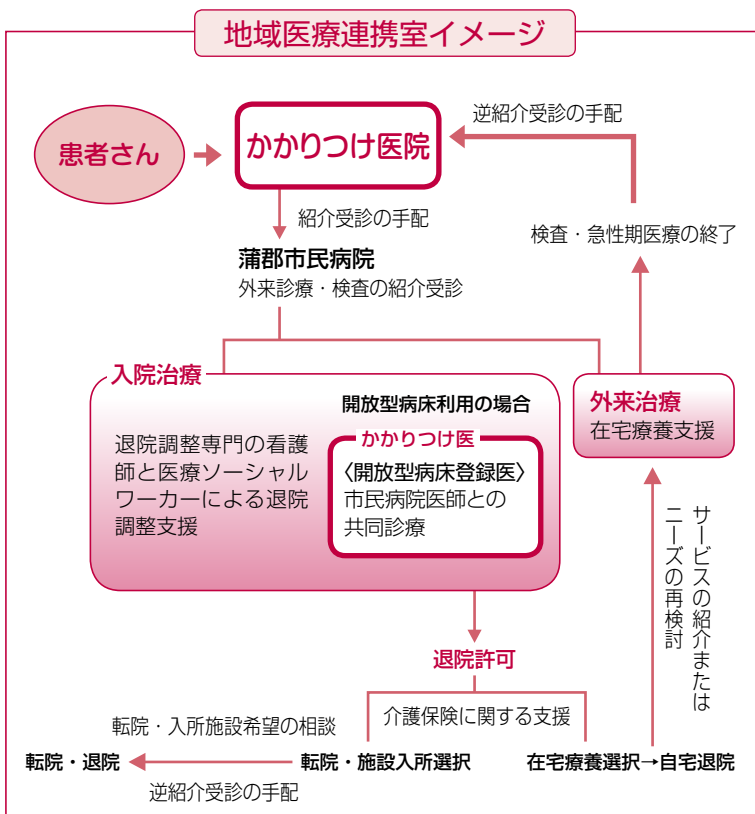 地域医療連携室イメージ
逆紹介受診の手配
患者さん
かかりつけ医院
紹介受診の手配
検査・急性期医療の終了
蒲郡市民病院
外来診療・検査の紹介受診
入院治療
開放型病床利用の場合
退院調整専門の看護
師と医療ソーシャル
ワーカーによる退院
調整支援
かかりつけ医
〈開放型病床登録医〉
市民病院医師との
共同診療
外来治療
在宅療養支援
サービスの紹介または
ニーズの再検討
退院許可
介護保険に関する支援
転院・入所施設希望の相談
転院・退院
転院・施設入所選択
在宅療養選択→自宅退院
逆紹介受診の手配